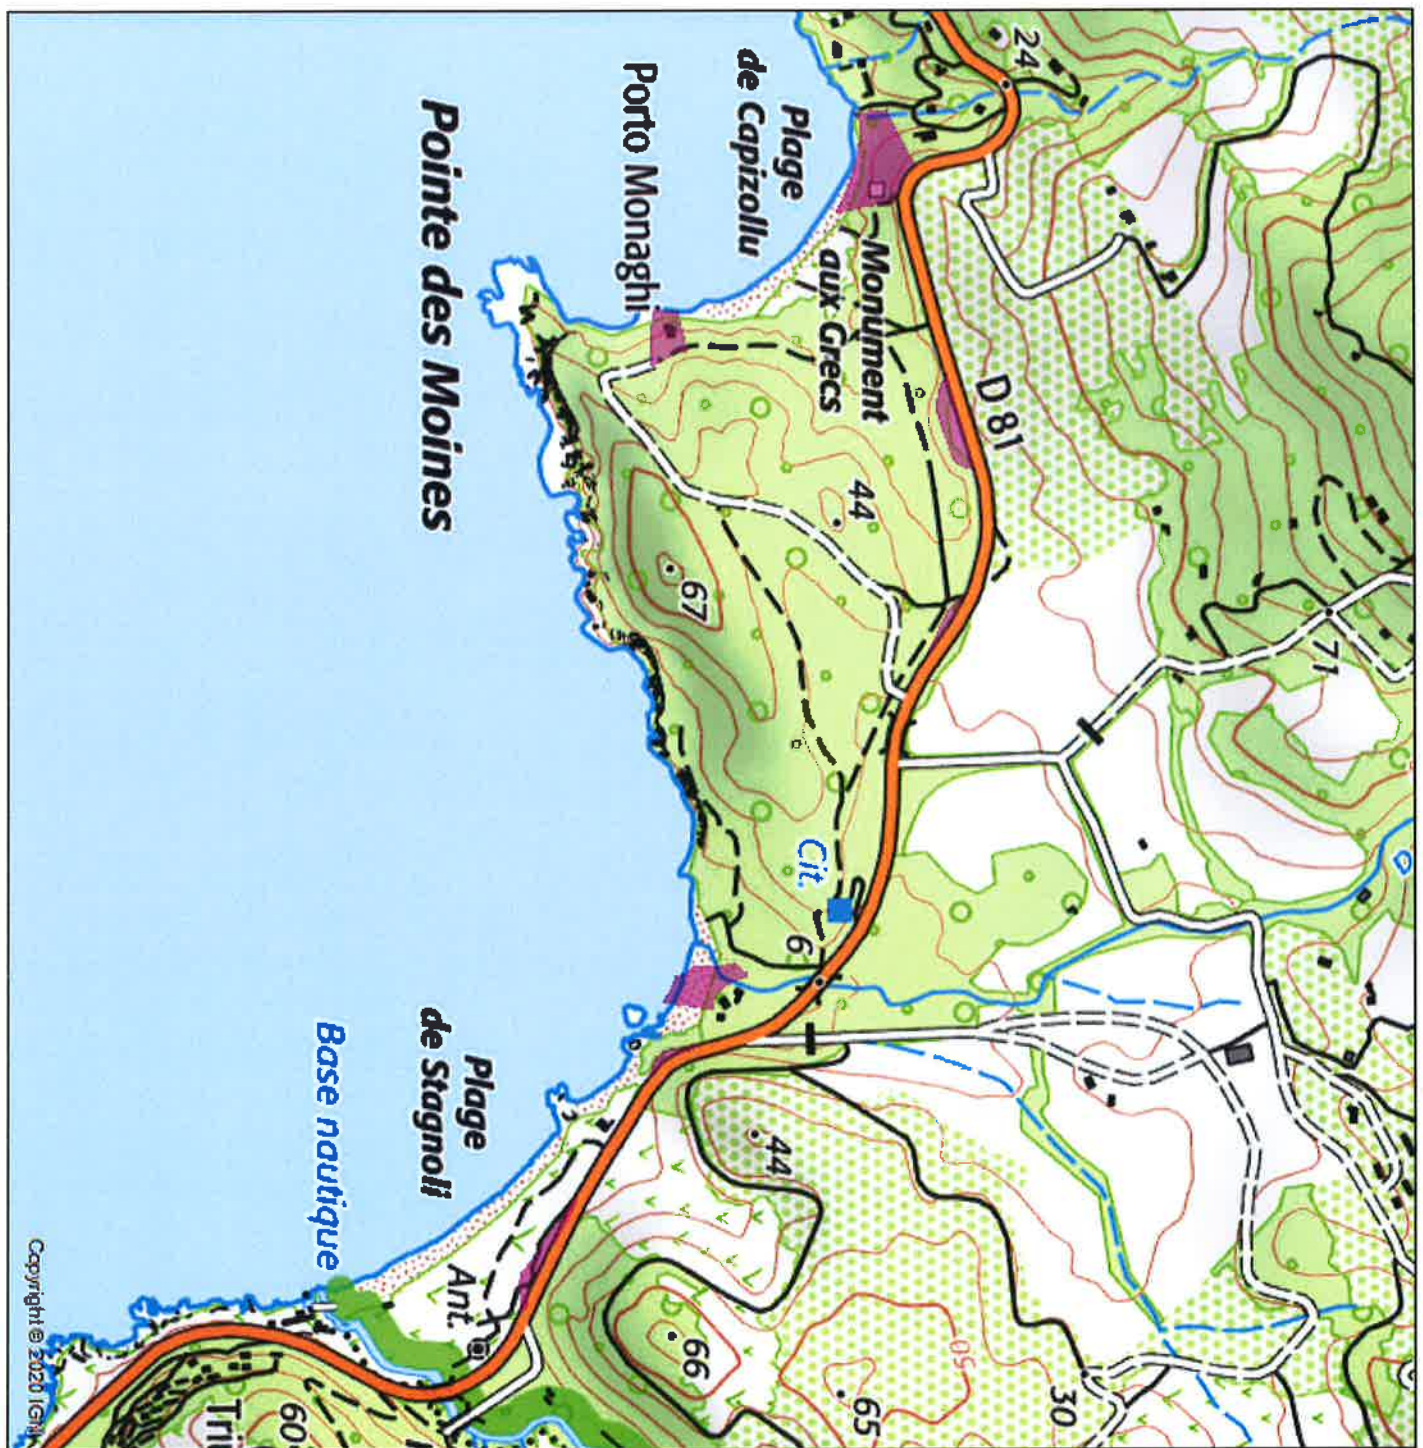 24
Plage
de Capizollu
Porto Monaghi
Pointe des Moines
Monument
aux Grecs
D 81
44
67
71
Cit.
6
Plage
de Stagnoli
Base nautique
Ant.
44
66
65
50
30
60
Copyright © 2020 IGN